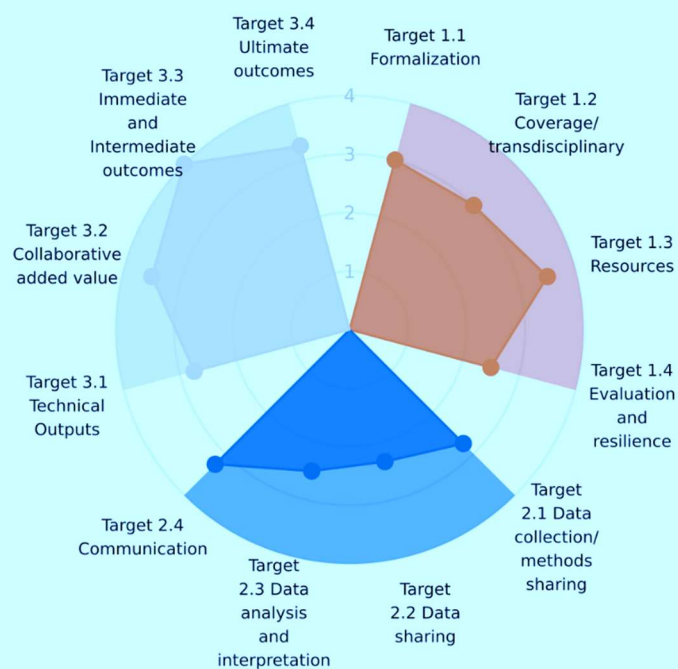 Target 3.4
Ultimate
outcomes
Target 1.1
Formalization
Target 1.2
Coverage/
transdisciplinary
Target 1.3
Resources
Target 1.4
Evaluation
and
resilience
Target
2.1 Data
collection/
methods
sharing
Target
2.2 Data
sharing
Target
2.3 Data
analysis
and
interpretation
Target 2.4
Communication
Target 3.1
Technical
Outputs
Target 3.2
Collaborative
added value
Target 3.3
Immediate
and
Intermediate
outcomes
4
3
2
1